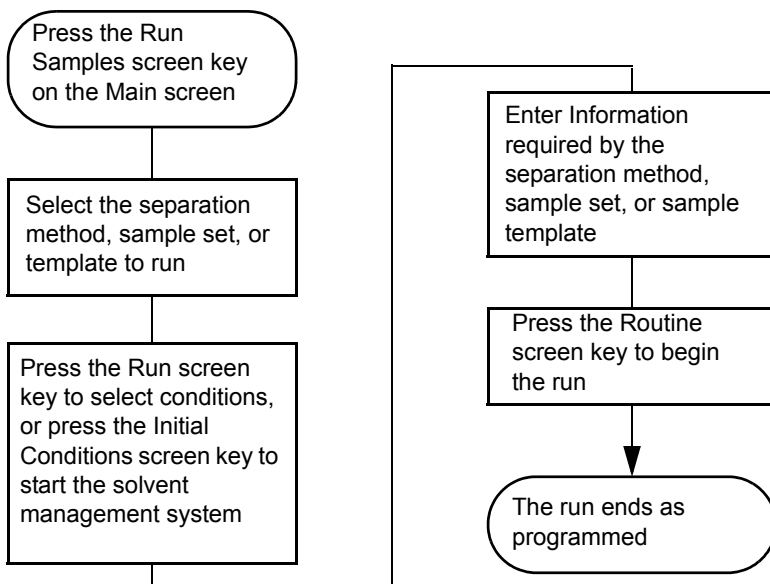 Press the Run
Samples screen key
on the Main screen
Select the separation
method, sample set, or
template to run
Press the Run screen
key to select conditions,
or press the Initial
Conditions screen key to
start the solvent
management system
Enter Information
required by the
separation method,
sample set, or sample
template
Press the Routine
screen key to begin
the run
The run ends as
programmed